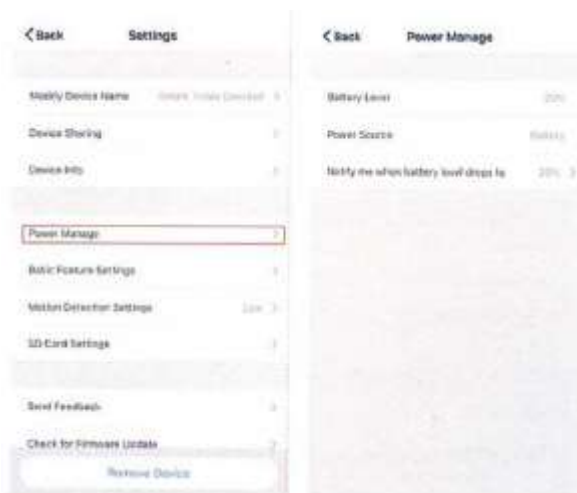 Back Settings
Modify Device Name
Device Sharing
Device Info
Power Manage
Basic Feature Settings
Motion Detection Settings Low
SD-Card Settings
Send Feedback
Check for Firmware Update
Remove Device
Back Power Manage
Battery Level 20%
Power Source Battery
Notify me when battery level drops to 20%